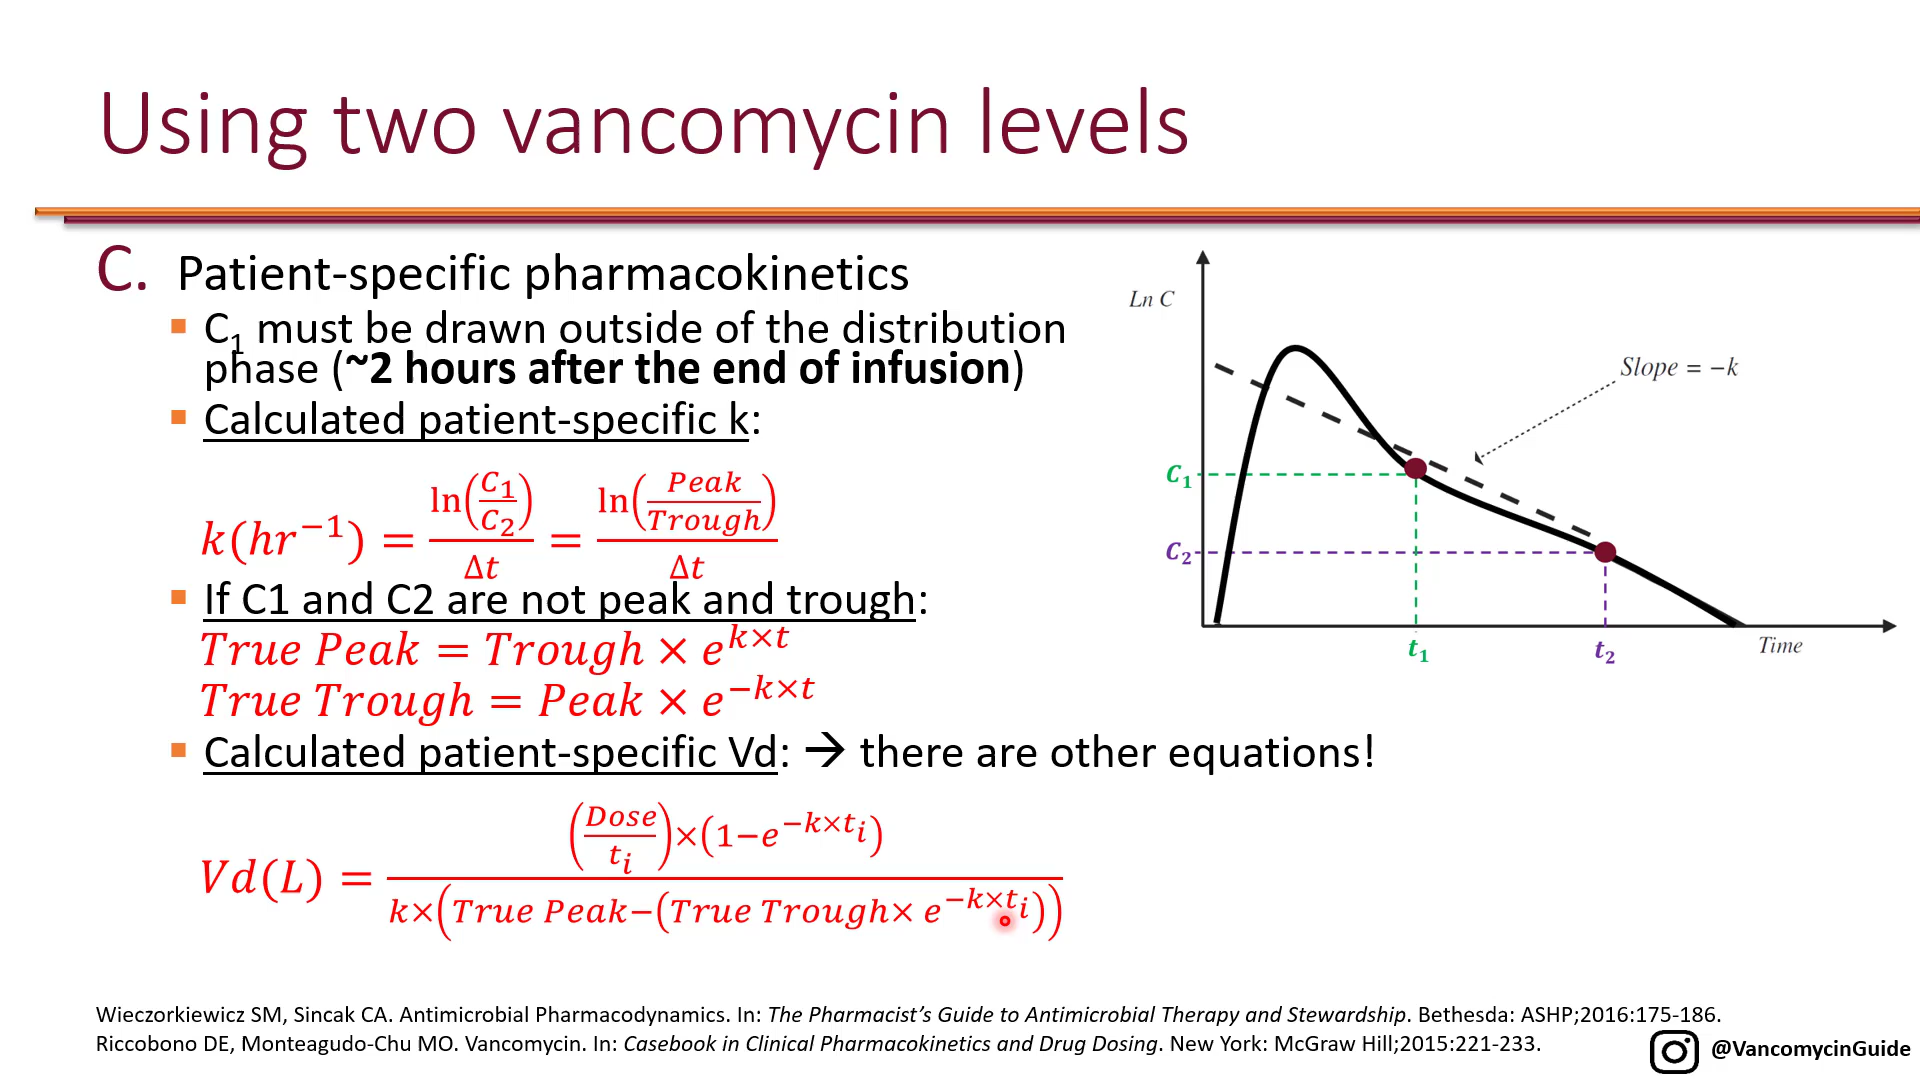 Using two vancomycin levels
C. Patient-specific pharmacokinetics
▪ C₁ must be drawn outside of the distribution
phase (~2 hours after the end of infusion)
▪ Calculated patient-specific k:
k(hr⁻¹) = ln(C₁/C₂)/Δt = ln(Peak/Trough)/Δt
▪ If C1 and C2 are not peak and trough:
True Peak = Trough × e^(k×t)
True Trough = Peak × e^(−k×t)
▪ Calculated patient-specific Vd: → there are other equations!
Vd(L) = ((Dose/tᵢ)×(1−e^(−k×tᵢ)))/(k×(True Peak−(True Trough× e^(−k×tᵢ))))
Ln C
Slope = −k
C₁
C₂
t₁
t₂
Time
Wieczorkiewicz SM, Sincak CA. Antimicrobial Pharmacodynamics. In: The Pharmacist’s Guide to Antimicrobial Therapy and Stewardship. Bethesda: ASHP;2016:175-186.
Riccobono DE, Monteagudo-Chu MO. Vancomycin. In: Casebook in Clinical Pharmacokinetics and Drug Dosing. New York: McGraw Hill;2015:221-233.
@VancomycinGuide